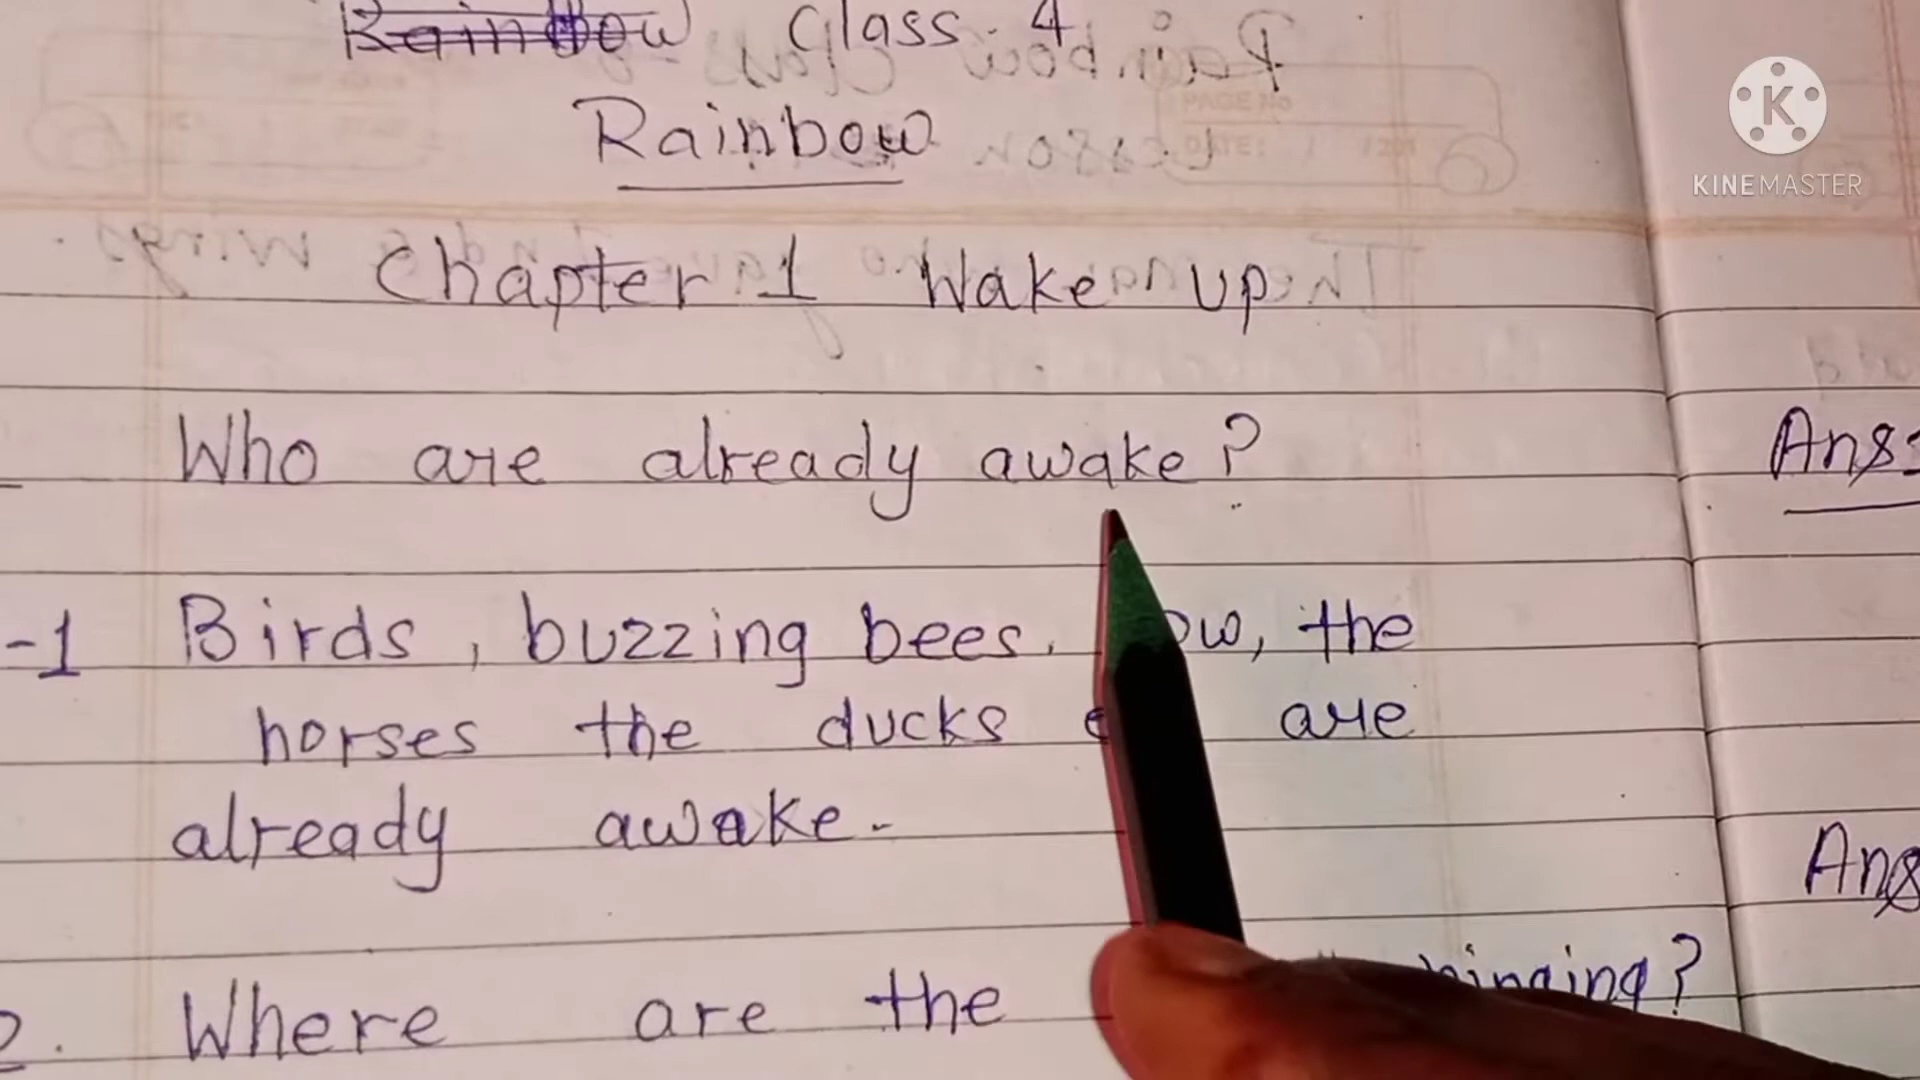 Rainbow Class. 4
Rainbow
Chapter 1 Wake up
Who are already awake?
-1 Birds, buzzing bees. the
horses the ducks are
already awake.
Where are the
Ans
Ans
KINEMASTER